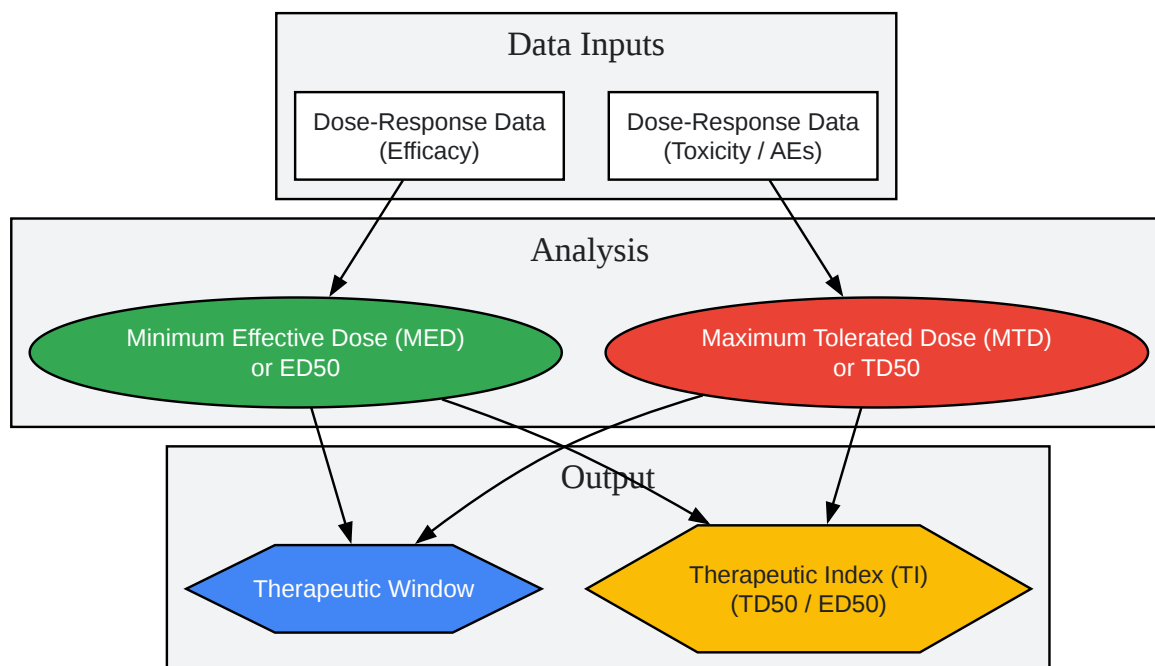 Data Inputs
Dose-Response Data
(Efficacy)
Dose-Response Data
(Toxicity / AEs)
Analysis
Minimum Effective Dose (MED)
or ED50
Maximum Tolerated Dose (MTD)
or TD50
Output
Therapeutic Window
Therapeutic Index (TI)
(TD50 / ED50)